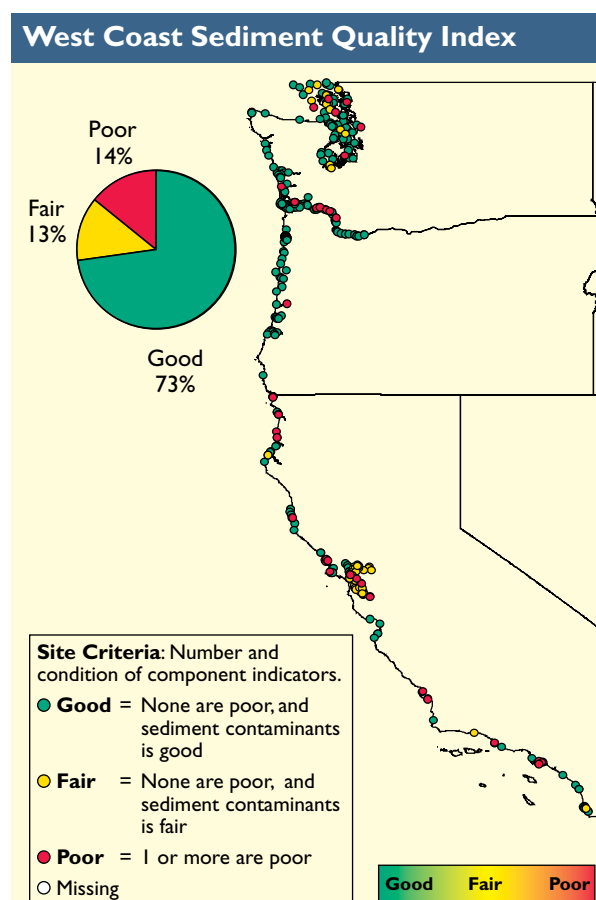 West Coast Sediment Quality Index
Poor
14%
Fair
13%
Good
73%
Site Criteria: Number and
condition of component indicators.
Good = None are poor, and
sediment contaminants
is good
Fair = None are poor, and
sediment contaminants
is fair
Poor = 1 or more are poor
Missing
Good Fair Poor